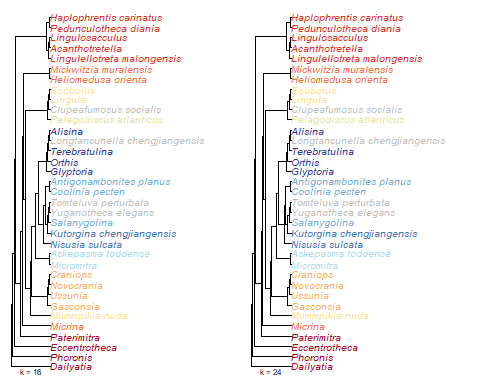 Haplophrentis carinatus
Pedunculotheca diania
Lingulosacculus
Acanthotretella
Lingulellotreta malongensis
Mickwitzia muralensis
Heliomedusa orienta
Eoobolus
Lingula
Clupeafumosus socialis
Pelagodiscus atlanticus
Alisina
Longtancunella chengjiangensis
Terebratulina
Orthis
Glyptoria
Antigonambonites planus
Coolinia pecten
Tomteluva perturbata
Yuganotheca elegans
Salanygolina
Kutorgina chengjiangensis
Nisusia sulcata
Askepasma toddense
Micromitra
Craniops
Novocrania
Ussunia
Gasconsia
Mummpikia nuda
Micrina
Paterimitra
Eccentrotheca
Phoronis
Dailyatia
k = 16
Haplophrentis carinatus
Pedunculotheca diania
Lingulosacculus
Acanthotretella
Lingulellotreta malongensis
Mickwitzia muralensis
Heliomedusa orienta
Eoobolus
Lingula
Clupeafumosus socialis
Pelagodiscus atlanticus
Alisina
Longtancunella chengjiangensis
Terebratulina
Orthis
Glyptoria
Antigonambonites planus
Coolinia pecten
Tomteluva perturbata
Yuganotheca elegans
Salanygolina
Kutorgina chengjiangensis
Nisusia sulcata
Askepasma toddense
Micromitra
Craniops
Novocrania
Ussunia
Gasconsia
Mummpikia nuda
Micrina
Paterimitra
Eccentrotheca
Phoronis
Dailyatia
k = 24